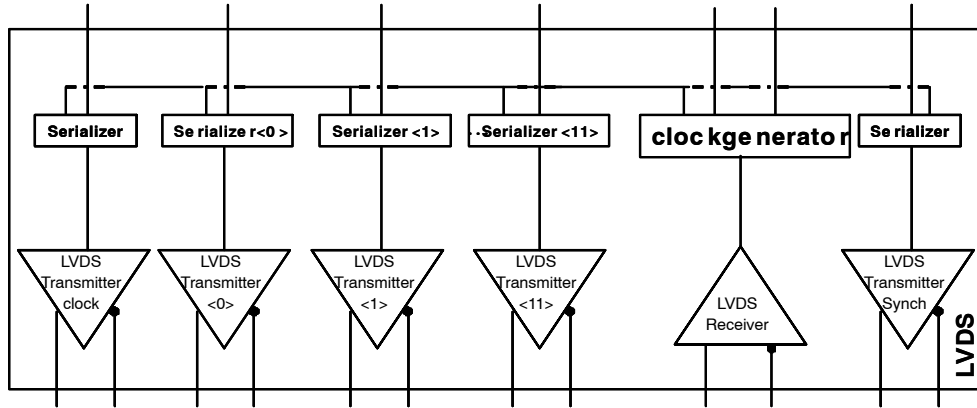 Serializer
Se rialize r<0 >
Serializer <1>
...Serializer <11>
cloc kge nerato r
Se rializer
LVDS
Transmitter
clock
LVDS
Transmitter
<0>
LVDS
Transmitter
<1>
LVDS
Transmitter
<11>
LVDS
Receiver
LVDS
Transmitter
Synch
LVDS